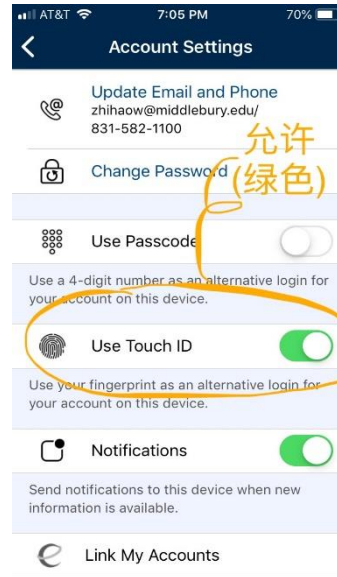 AT&T 7:05 PM 70%
Account Settings
Update Email and Phone
zhihaow@middlebury.edu/
831-582-1100
允许
(绿色)
Change Password
Use Passcode
Use a 4-digit number as an alternative login for
your account on this device.
Use Touch ID
Use your fingerprint as an alternative login for
your account on this device.
Notifications
Send notifications to this device when new
information is available.
Link My Accounts